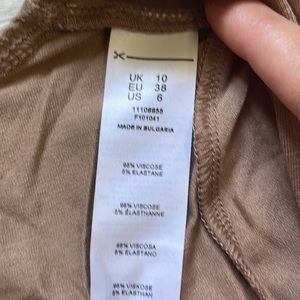 UK 10
EU 38
US 6
11106855
F101041
MADE IN BULGARIA
95% VISCOSE
5% ELASTANE
95% VISCOSE
5% ELASTHANNE
95% VISCOSA
5% ELASTANO
95% VISKOSE
5% ELASTHAN